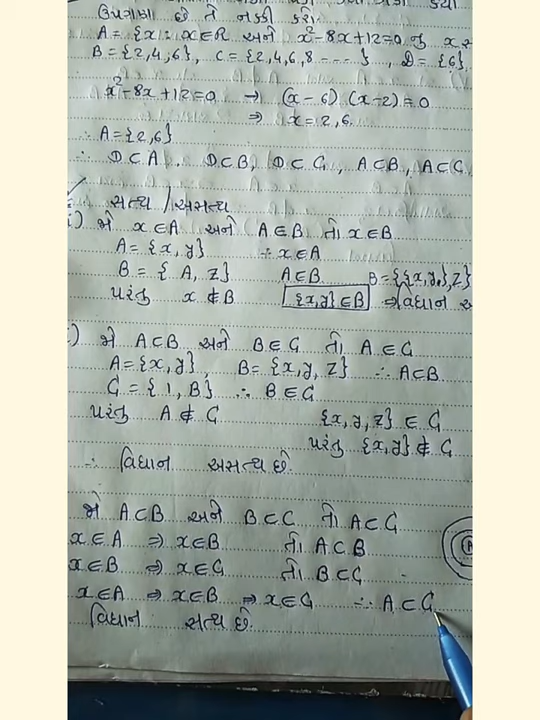 ઉપગણ છે તે નક્કી કરો
A = {x : x∈R અને x²-8x+12=0 નું
B = {2,4,6}, C = {2,4,6,8 ----}, D = {6}
x²-8x+12=0 → (x-6)(x-2)=0
⇒ x=2,6.
∴ A={2,6}
∴ D⊂A, D⊂B, D⊂C, A⊂B, A⊂C
સત્ય /અસત્ય
i) જો x∈A અને A∈B તો x∈B
A={x,y} ∴ x∈A
B = {A, Z} A∈B B={{x,y},z}
પરંતુ x∉B {x,y}∈B ⇒ વિધાન
) જો A⊂B અને B∈C તો A∈C
A={x,y}, B={x,y,z} ∴ A⊂B
C = {1,B} ∴ B∈C
પરંતુ A∉C {x,y,z}∈C
પરંતુ {x,y}∉C
∴ વિધાન અસત્ય છે.
જો A⊂B અને B⊂C તો A⊂C
x∈A ⇒ x∈B તો A⊂B
x∈B ⇒ x∈C તો B⊂C
x∈A ⇒ x∈B ⇒ x∈C ∴ A⊂C
વિધાન સત્ય છે.